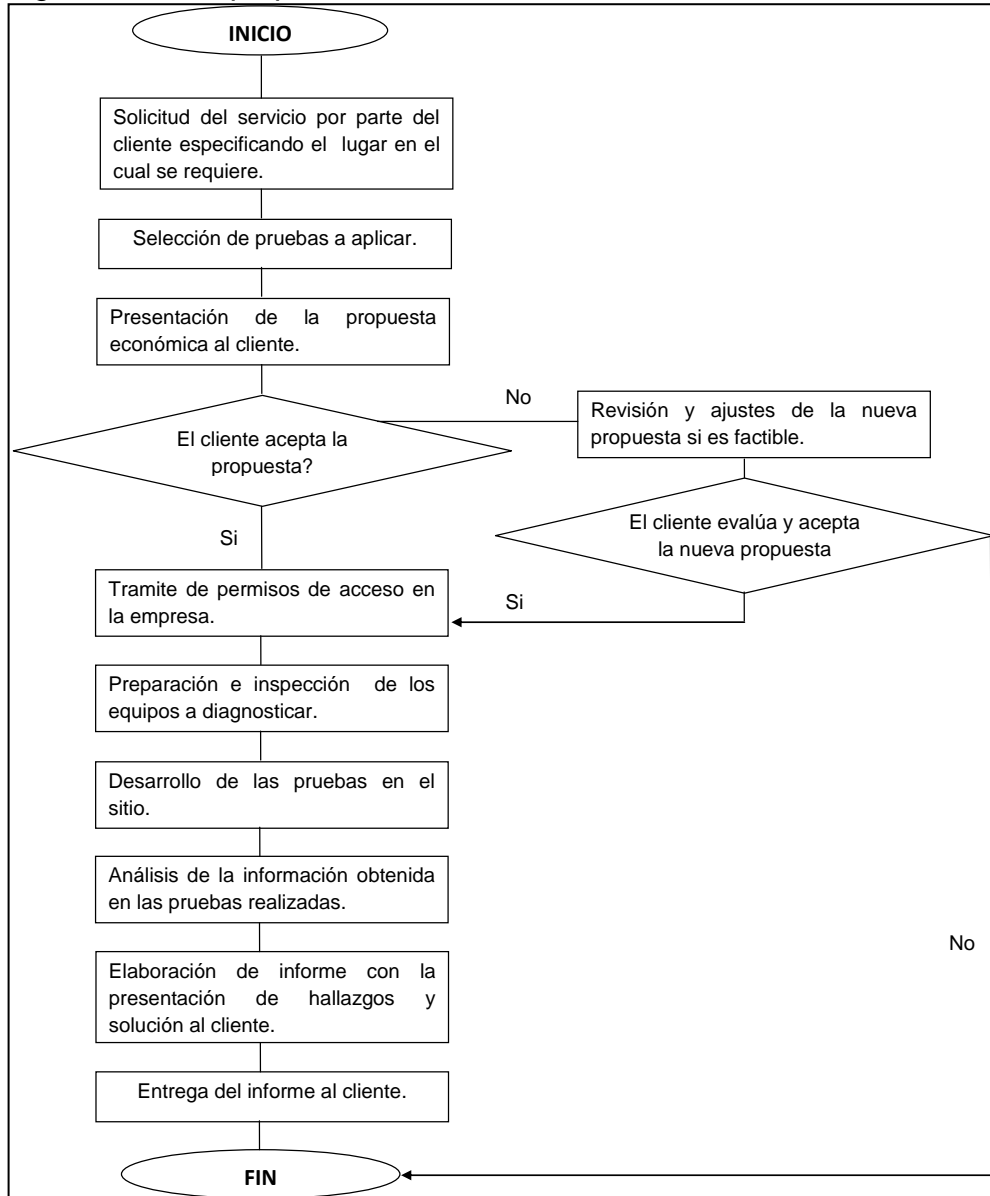 INICIO
Solicitud del servicio por parte del
cliente especificando el lugar en el
cual se requiere.
Selección de pruebas a aplicar.
Presentación de la propuesta
económica al cliente.
No
Revisión y ajustes de la nueva
propuesta si es factible.
El cliente acepta la
propuesta?
El cliente evalúa y acepta
la nueva propuesta
Si
Tramite de permisos de acceso en
la empresa.
Si
Preparación e inspección de los
equipos a diagnosticar.
Desarrollo de las pruebas en el
sitio.
Análisis de la información obtenida
en las pruebas realizadas.
No
Elaboración de informe con la
presentación de hallazgos y
solución al cliente.
Entrega del informe al cliente.
FIN